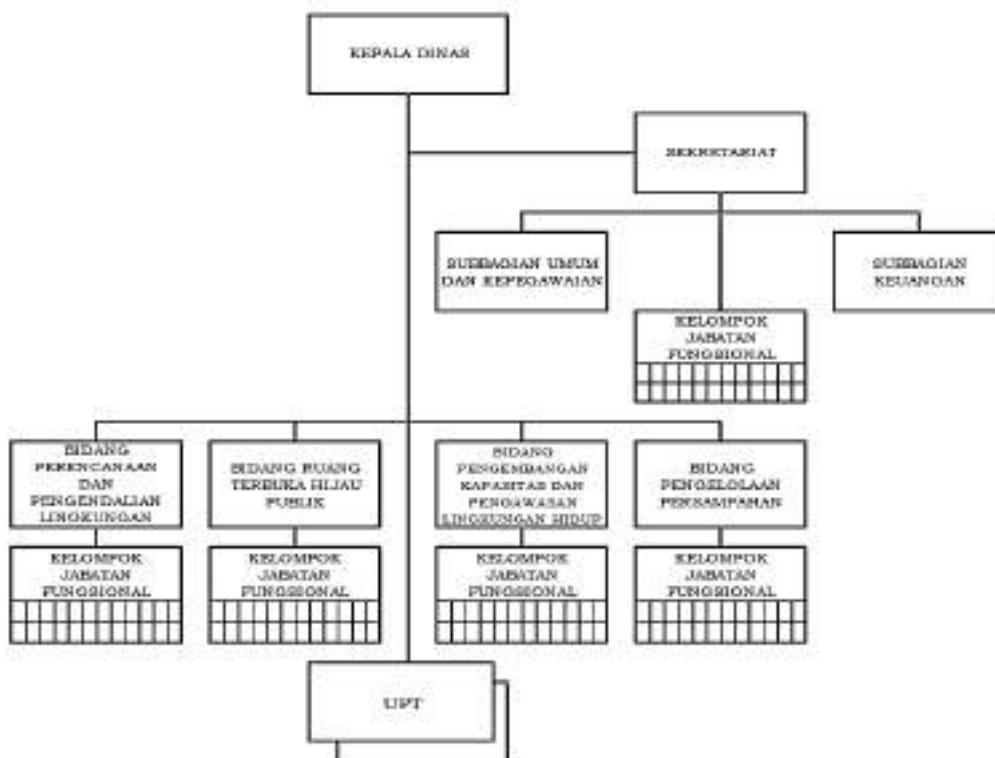 KEPALA DINAS
SEKRETARIAT
SUBBAGIAN UMUM
DAN KEPEGAWAIAN
SUBBAGIAN
KEUANGAN
KELOMPOK
JABATAN
FUNGSIONAL
BIDANG
PERENCANAAN
DAN
PENGENDALIAN
LINGKUNGAN
BIDANG RUANG
TERBUKA HIJAU
PUBLIK
BIDANG
PENGEMBANGAN
KAPASITAS DAN
PENGAWASAN
LINGKUNGAN HIDUP
BIDANG
PENGELOLAAN
PERSAMPAHAN
KELOMPOK
JABATAN
FUNGSIONAL
KELOMPOK
JABATAN
FUNGSIONAL
KELOMPOK
JABATAN
FUNGSIONAL
KELOMPOK
JABATAN
FUNGSIONAL
UPT